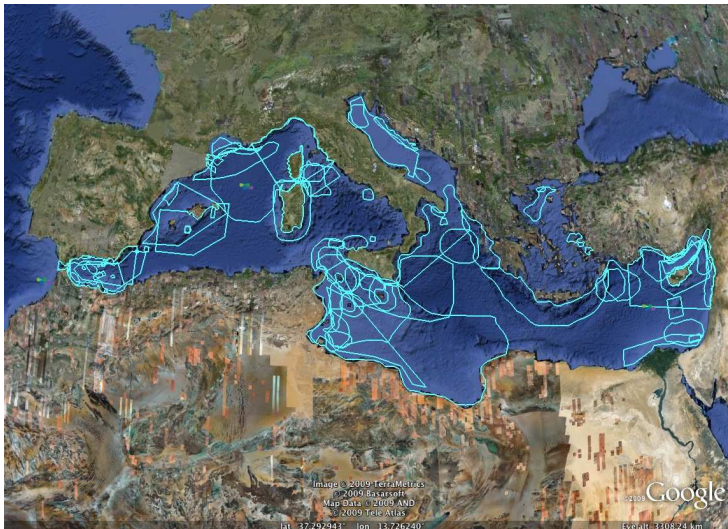 Image © 2009 TerraMetrics
© 2009 Basarsoft
Map Data © 2009 AND
© 2009 Tele Atlas
©2009 Google
lat 37.292943° lon 13.726240° Eye alt 3308.24 km